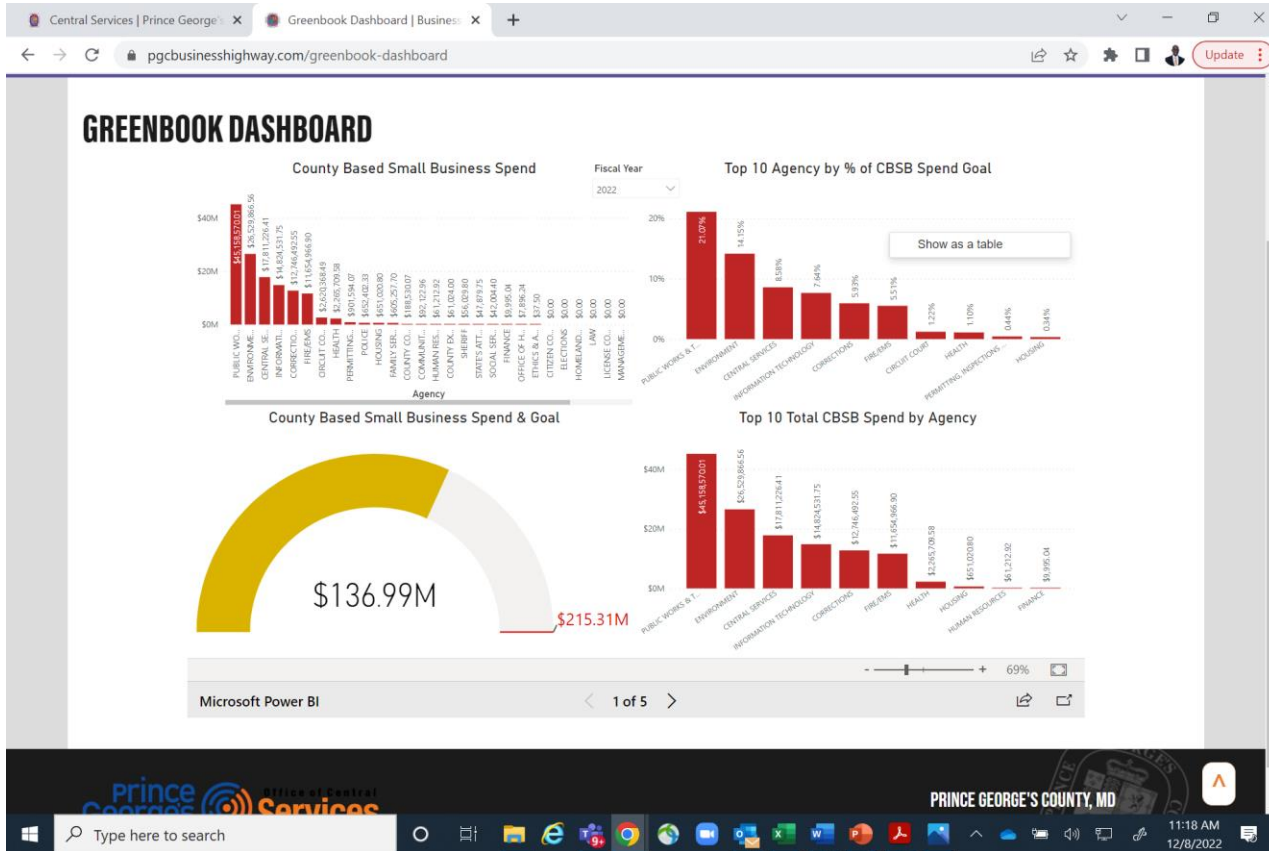 Central Services | Prince George's
Greenbook Dashboard | Business
pgcbusinesshighway.com/greenbook-dashboard
Update
GREENBOOK DASHBOARD
County Based Small Business Spend
Fiscal Year
2022
$40M
$20M
$0M
$45,158,570.01
$26,529,866.56
$17,811,226.41
$14,824,531.75
$12,746,492.55
$11,654,966.90
$2,620,368.49
$2,265,709.58
$901,594.07
$652,402.33
$651,020.80
$605,257.70
$188,530.07
$92,122.96
$61,212.92
$61,024.00
$56,029.80
$47,879.75
$42,004.40
$9,995.04
$7,896.24
$37.50
$0.00
$0.00
$0.00
$0.00
$0.00
$0.00
PUBLIC WO...
ENVIRONME...
CENTRAL SE...
INFORMATI...
CORRECTIO...
FIRE/EMS
CIRCUIT CO...
HEALTH
PERMITTING,...
POLICE
HOUSING
FAMILY SER...
COUNTY CO...
COMMUNIT...
HUMAN RES...
COUNTY EX...
SHERIFF
STATE'S ATT...
SOCIAL SER...
FINANCE
OFFICE OF H...
ETHICS & A...
CITIZEN CO...
ELECTIONS
HOMELAND...
LAW
LICENSE CO...
MANAGEME...
Agency
Top 10 Agency by % of CBSB Spend Goal
20%
10%
0%
21.07%
14.15%
8.58%
7.64%
5.93%
5.51%
1.22%
1.10%
0.44%
0.34%
Show as a table
PUBLIC WORKS & T...
ENVIRONMENT
CENTRAL SERVICES
INFORMATION TECHNOLOGY
CORRECTIONS
FIRE/EMS
CIRCUIT COURT
HEALTH
PERMITTING, INSPECTIONS ...
HOUSING
County Based Small Business Spend & Goal
$136.99M
$215.31M
Top 10 Total CBSB Spend by Agency
$40M
$20M
$0M
$45,158,570.01
$26,529,866.56
$17,811,226.41
$14,824,531.75
$12,746,492.55
$11,654,966.90
$2,265,709.58
$651,020.80
$61,212.92
$9,995.04
PUBLIC WORKS & T...
ENVIRONMENT
CENTRAL SERVICES
INFORMATION TECHNOLOGY
CORRECTIONS
FIRE/EMS
HEALTH
HOUSING
HUMAN RESOURCES
FINANCE
- + 69%
Microsoft Power BI
1 of 5
Prince
George's
Office of Central
Services
PRINCE GEORGE'S COUNTY, MD
Type here to search
9+
11:18 AM
12/8/2022